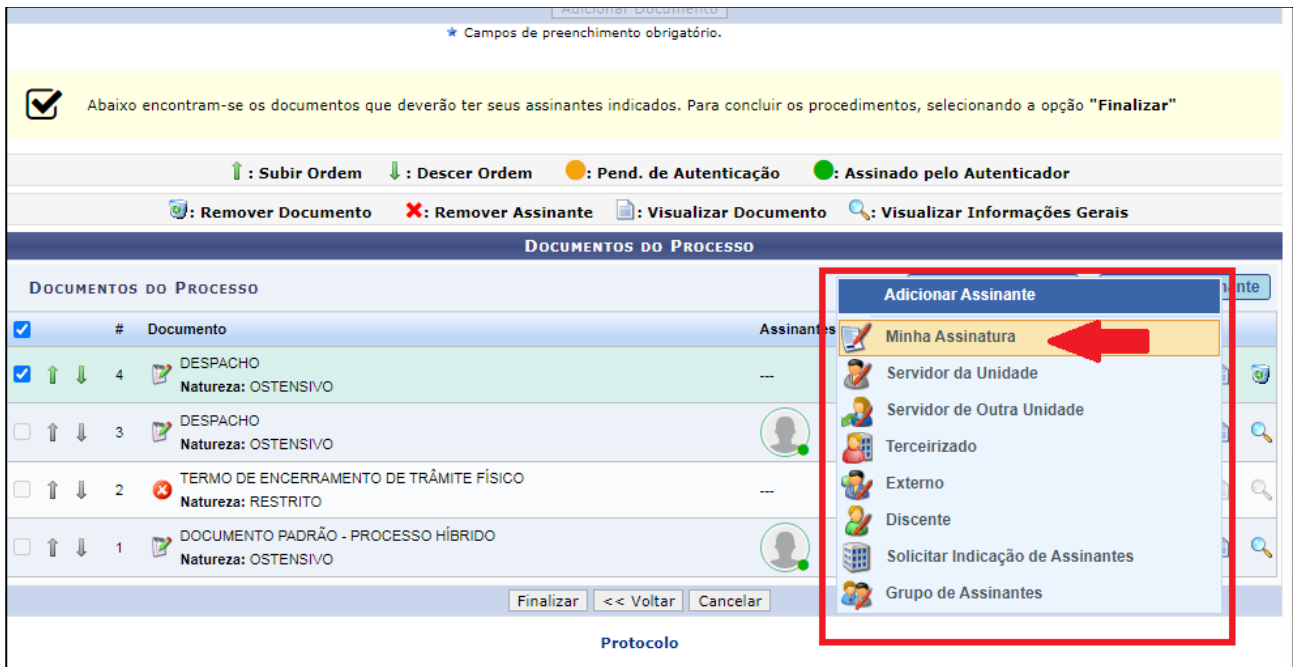 Adicionar Documento
★ Campos de preenchimento obrigatório.
Abaixo encontram-se os documentos que deverão ter seus assinantes indicados. Para concluir os procedimentos, selecionando a opção "Finalizar"
: Subir Ordem : Descer Ordem : Pend. de Autenticação : Assinado pelo Autenticador
: Remover Documento : Remover Assinante : Visualizar Documento : Visualizar Informações Gerais
Documentos do Processo
Documentos do Processo
# Documento Assinantes
4 DESPACHO
Natureza: OSTENSIVO ---
3 DESPACHO
Natureza: OSTENSIVO
2 TERMO DE ENCERRAMENTO DE TRÂMITE FÍSICO
Natureza: RESTRITO ---
1 DOCUMENTO PADRÃO - PROCESSO HÍBRIDO
Natureza: OSTENSIVO
Adicionar Assinante
Minha Assinatura
Servidor da Unidade
Servidor de Outra Unidade
Terceirizado
Externo
Discente
Solicitar Indicação de Assinantes
Grupo de Assinantes
Finalizar << Voltar Cancelar
Protocolo